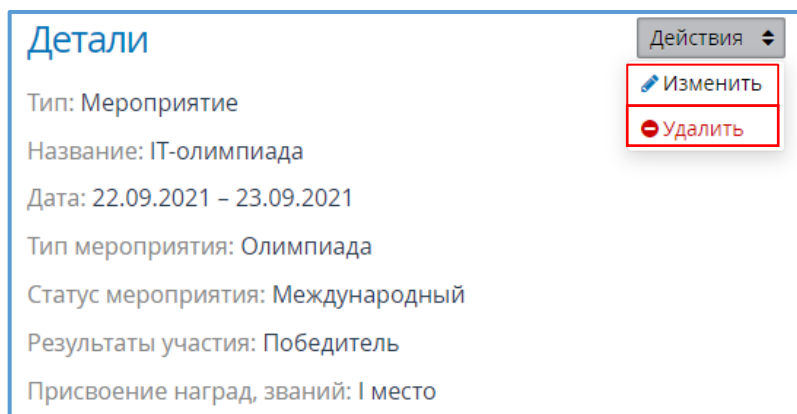 Детали
Действия
Изменить
Удалить
Тип: Мероприятие
Название: IT-олимпиада
Дата: 22.09.2021 – 23.09.2021
Тип мероприятия: Олимпиада
Статус мероприятия: Международный
Результаты участия: Победитель
Присвоение наград, званий: I место